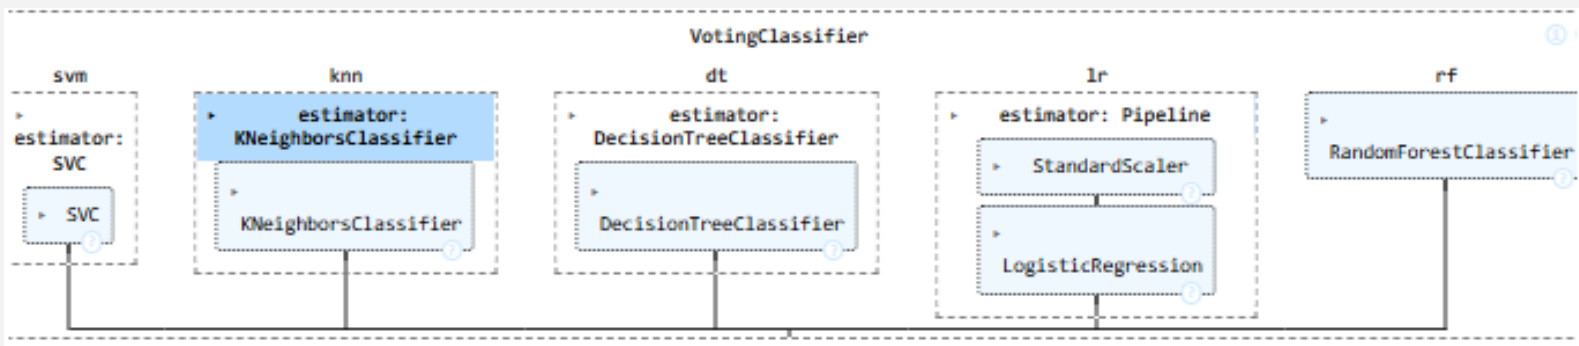 VotingClassifier
svm
knn
dt
lr
rf
estimator:
SVC
SVC
estimator:
KNeighborsClassifier
KNeighborsClassifier
estimator:
DecisionTreeClassifier
DecisionTreeClassifier
estimator: Pipeline
StandardScaler
LogisticRegression
RandomForestClassifier